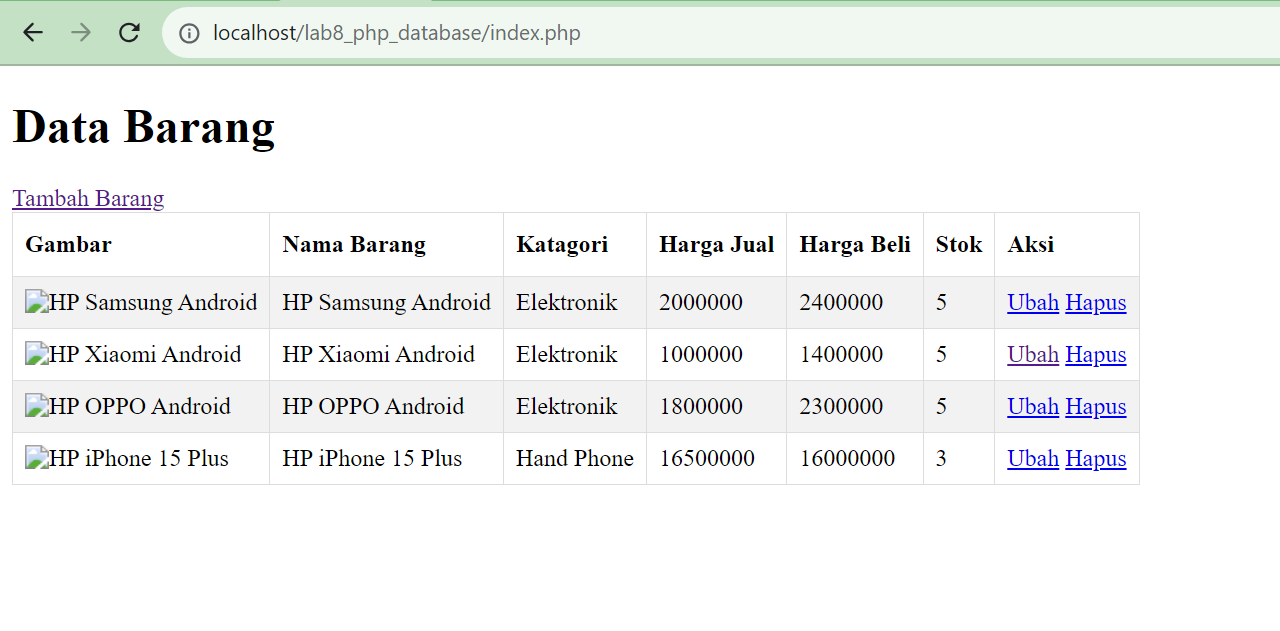 localhost/lab8_php_database/index.php
Data Barang
Tambah Barang
Gambar Nama Barang Katagori Harga Jual Harga Beli Stok Aksi
HP Samsung Android HP Samsung Android Elektronik 2000000 2400000 5 Ubah Hapus
HP Xiaomi Android HP Xiaomi Android Elektronik 1000000 1400000 5 Ubah Hapus
HP OPPO Android HP OPPO Android Elektronik 1800000 2300000 5 Ubah Hapus
HP iPhone 15 Plus HP iPhone 15 Plus Hand Phone 16500000 16000000 3 Ubah Hapus